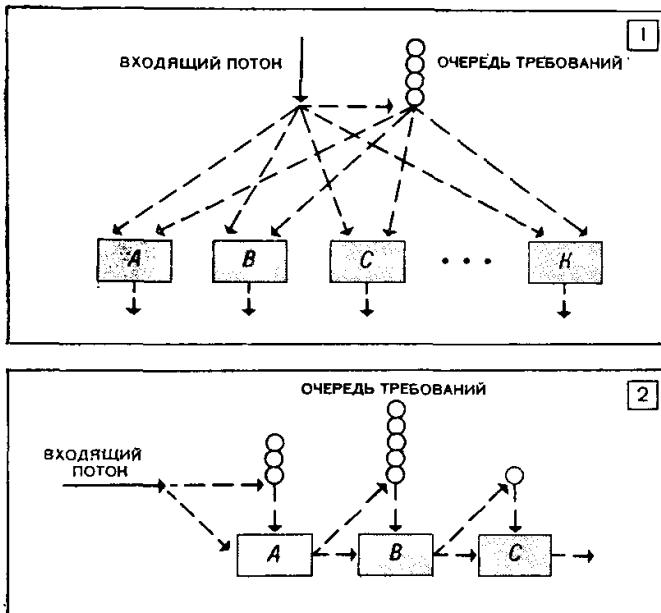 1
ВХОДЯЩИЙ ПОТОК
ОЧЕРЕДЬ ТРЕБОВАНИЙ
A
B
C
• • •
К
2
ОЧЕРЕДЬ ТРЕБОВАНИЙ
ВХОДЯЩИЙ
ПОТОК
A
B
C